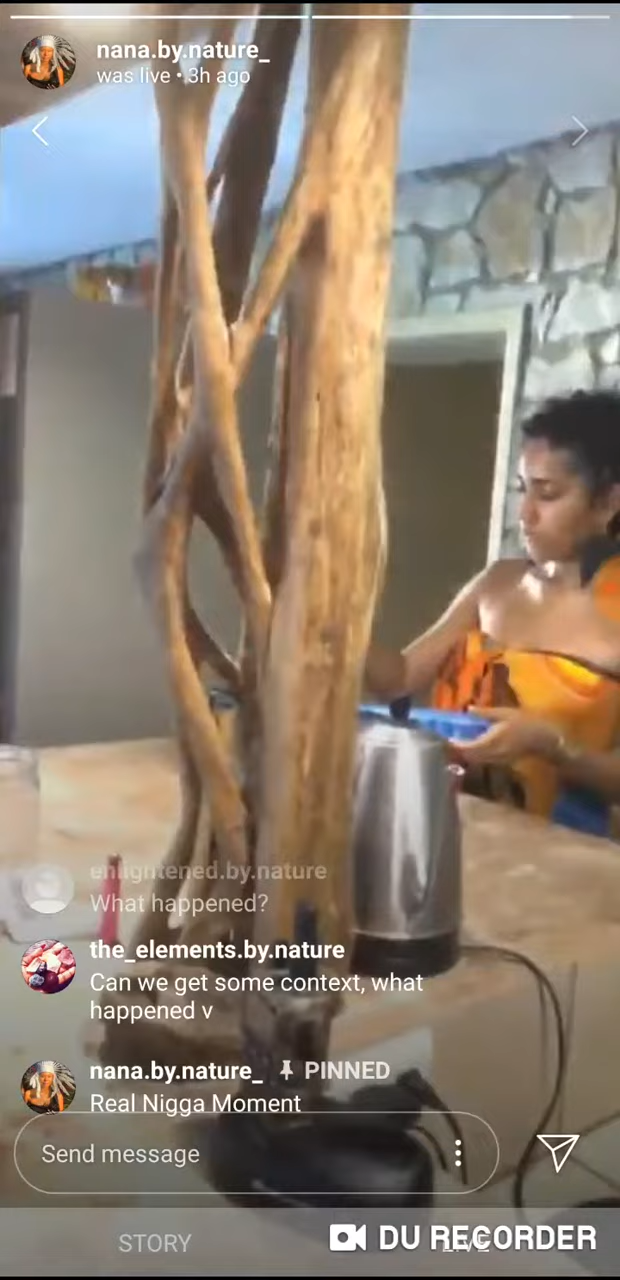 nana.by.nature_
was live • 3h ago
enlightened.by.nature
What happened?
the_elements.by.nature
Can we get some context, what
happened v
nana.by.nature_ PINNED
Real Nigga Moment
Send message
STORY
LIVE
DU RECORDER